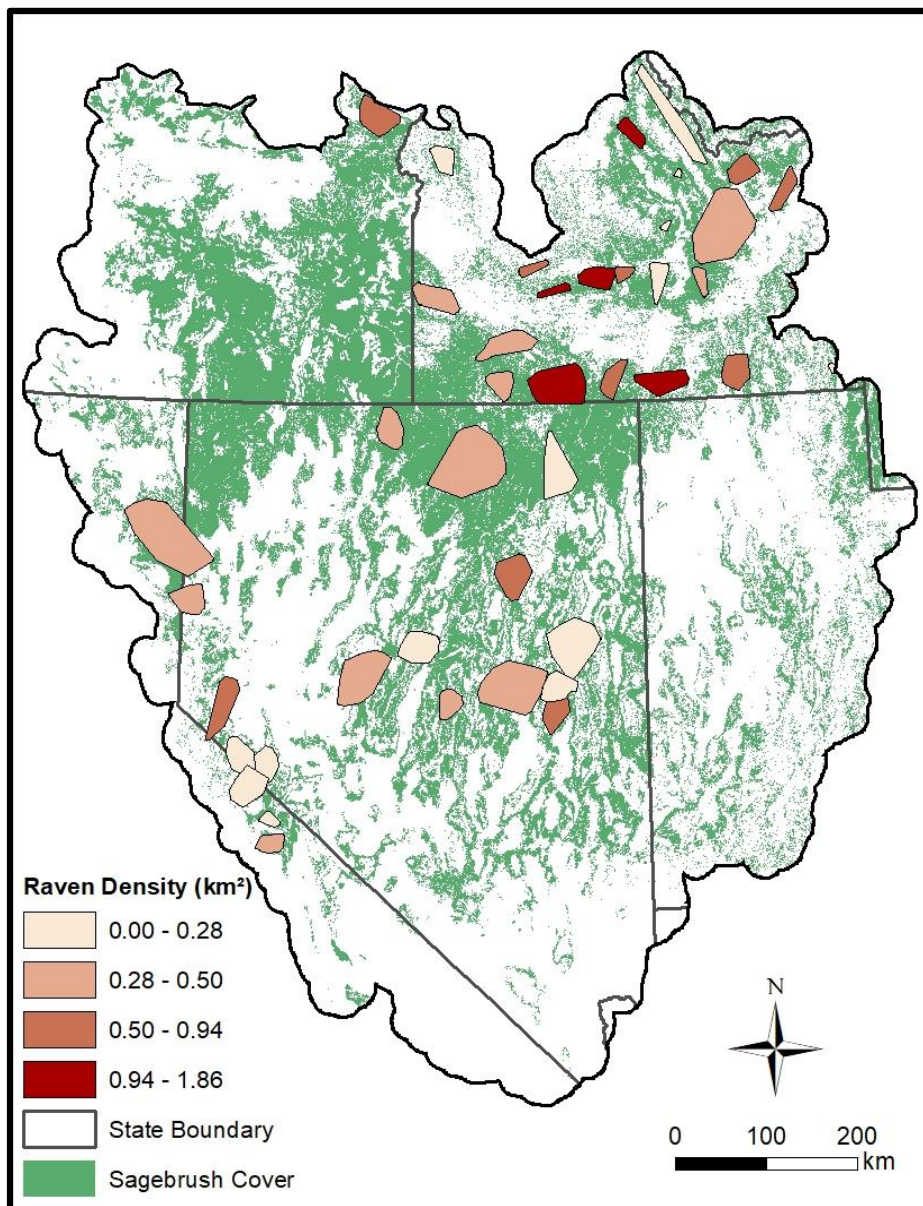 Raven Density (km²)
0.00 - 0.28
0.28 - 0.50
0.50 - 0.94
0.94 - 1.86
State Boundary
Sagebrush Cover
N
0 100 200
km